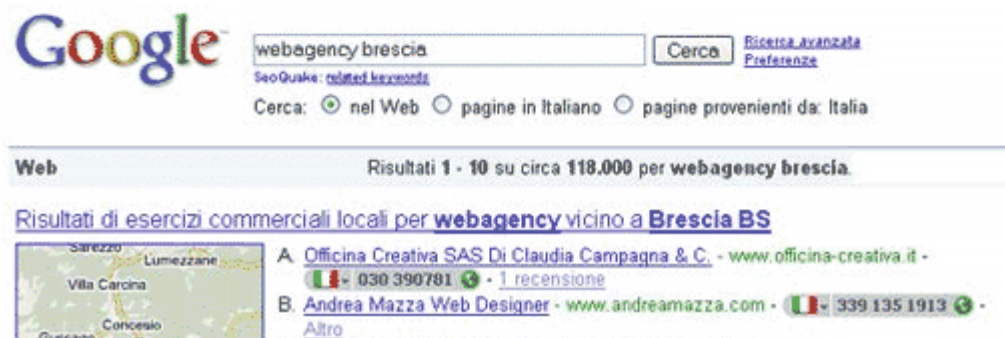 Google
webagency brescia Cerca Ricerca avanzata
Preferenze
SeoQuake: related keywords
Cerca: nel Web pagine in Italiano pagine provenienti da: Italia
Web Risultati 1 - 10 su circa 118.000 per webagency brescia.
Risultati di esercizi commerciali locali per webagency vicino a Brescia BS
Sarezzo
Lumezzane
Villa Carcina
Concesio
A. Officina Creativa SAS Di Claudia Campagna & C. - www.officina-creativa.it -
030 390781 - 1 recensione
B. Andrea Mazza Web Designer - www.andreamazza.com - 339 135 1913 -
Altro